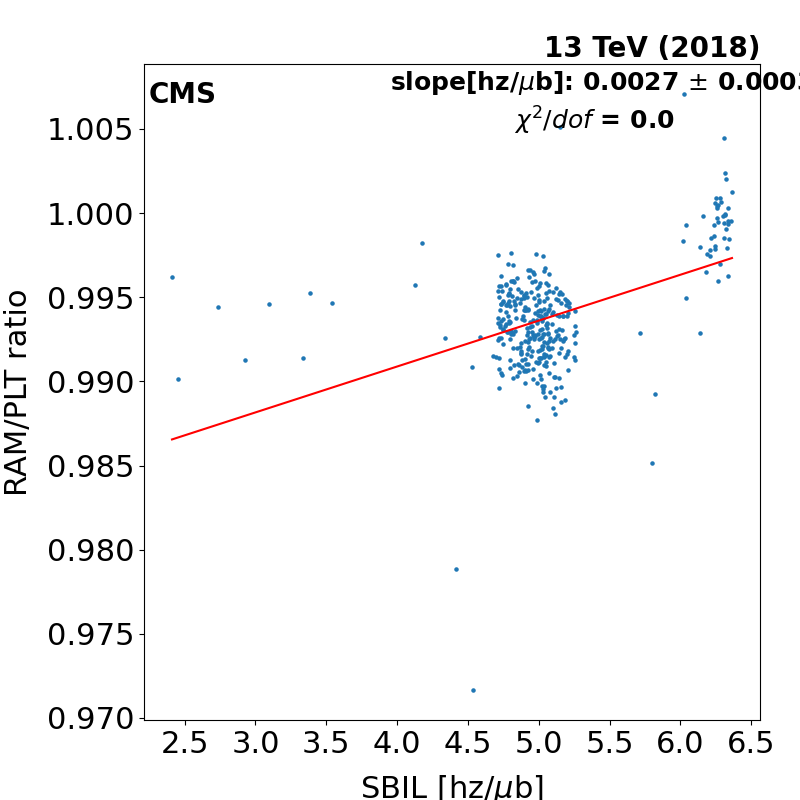 13 TeV (2018)
CMS
slope[hz/μb]: 0.0027 ± 0.0003
χ²/dof = 0.0
1.005
1.000
0.995
0.990
0.985
0.980
0.975
0.970
RAM/PLT ratio
2.5 3.0 3.5 4.0 4.5 5.0 5.5 6.0 6.5
SBIL [hz/μb]